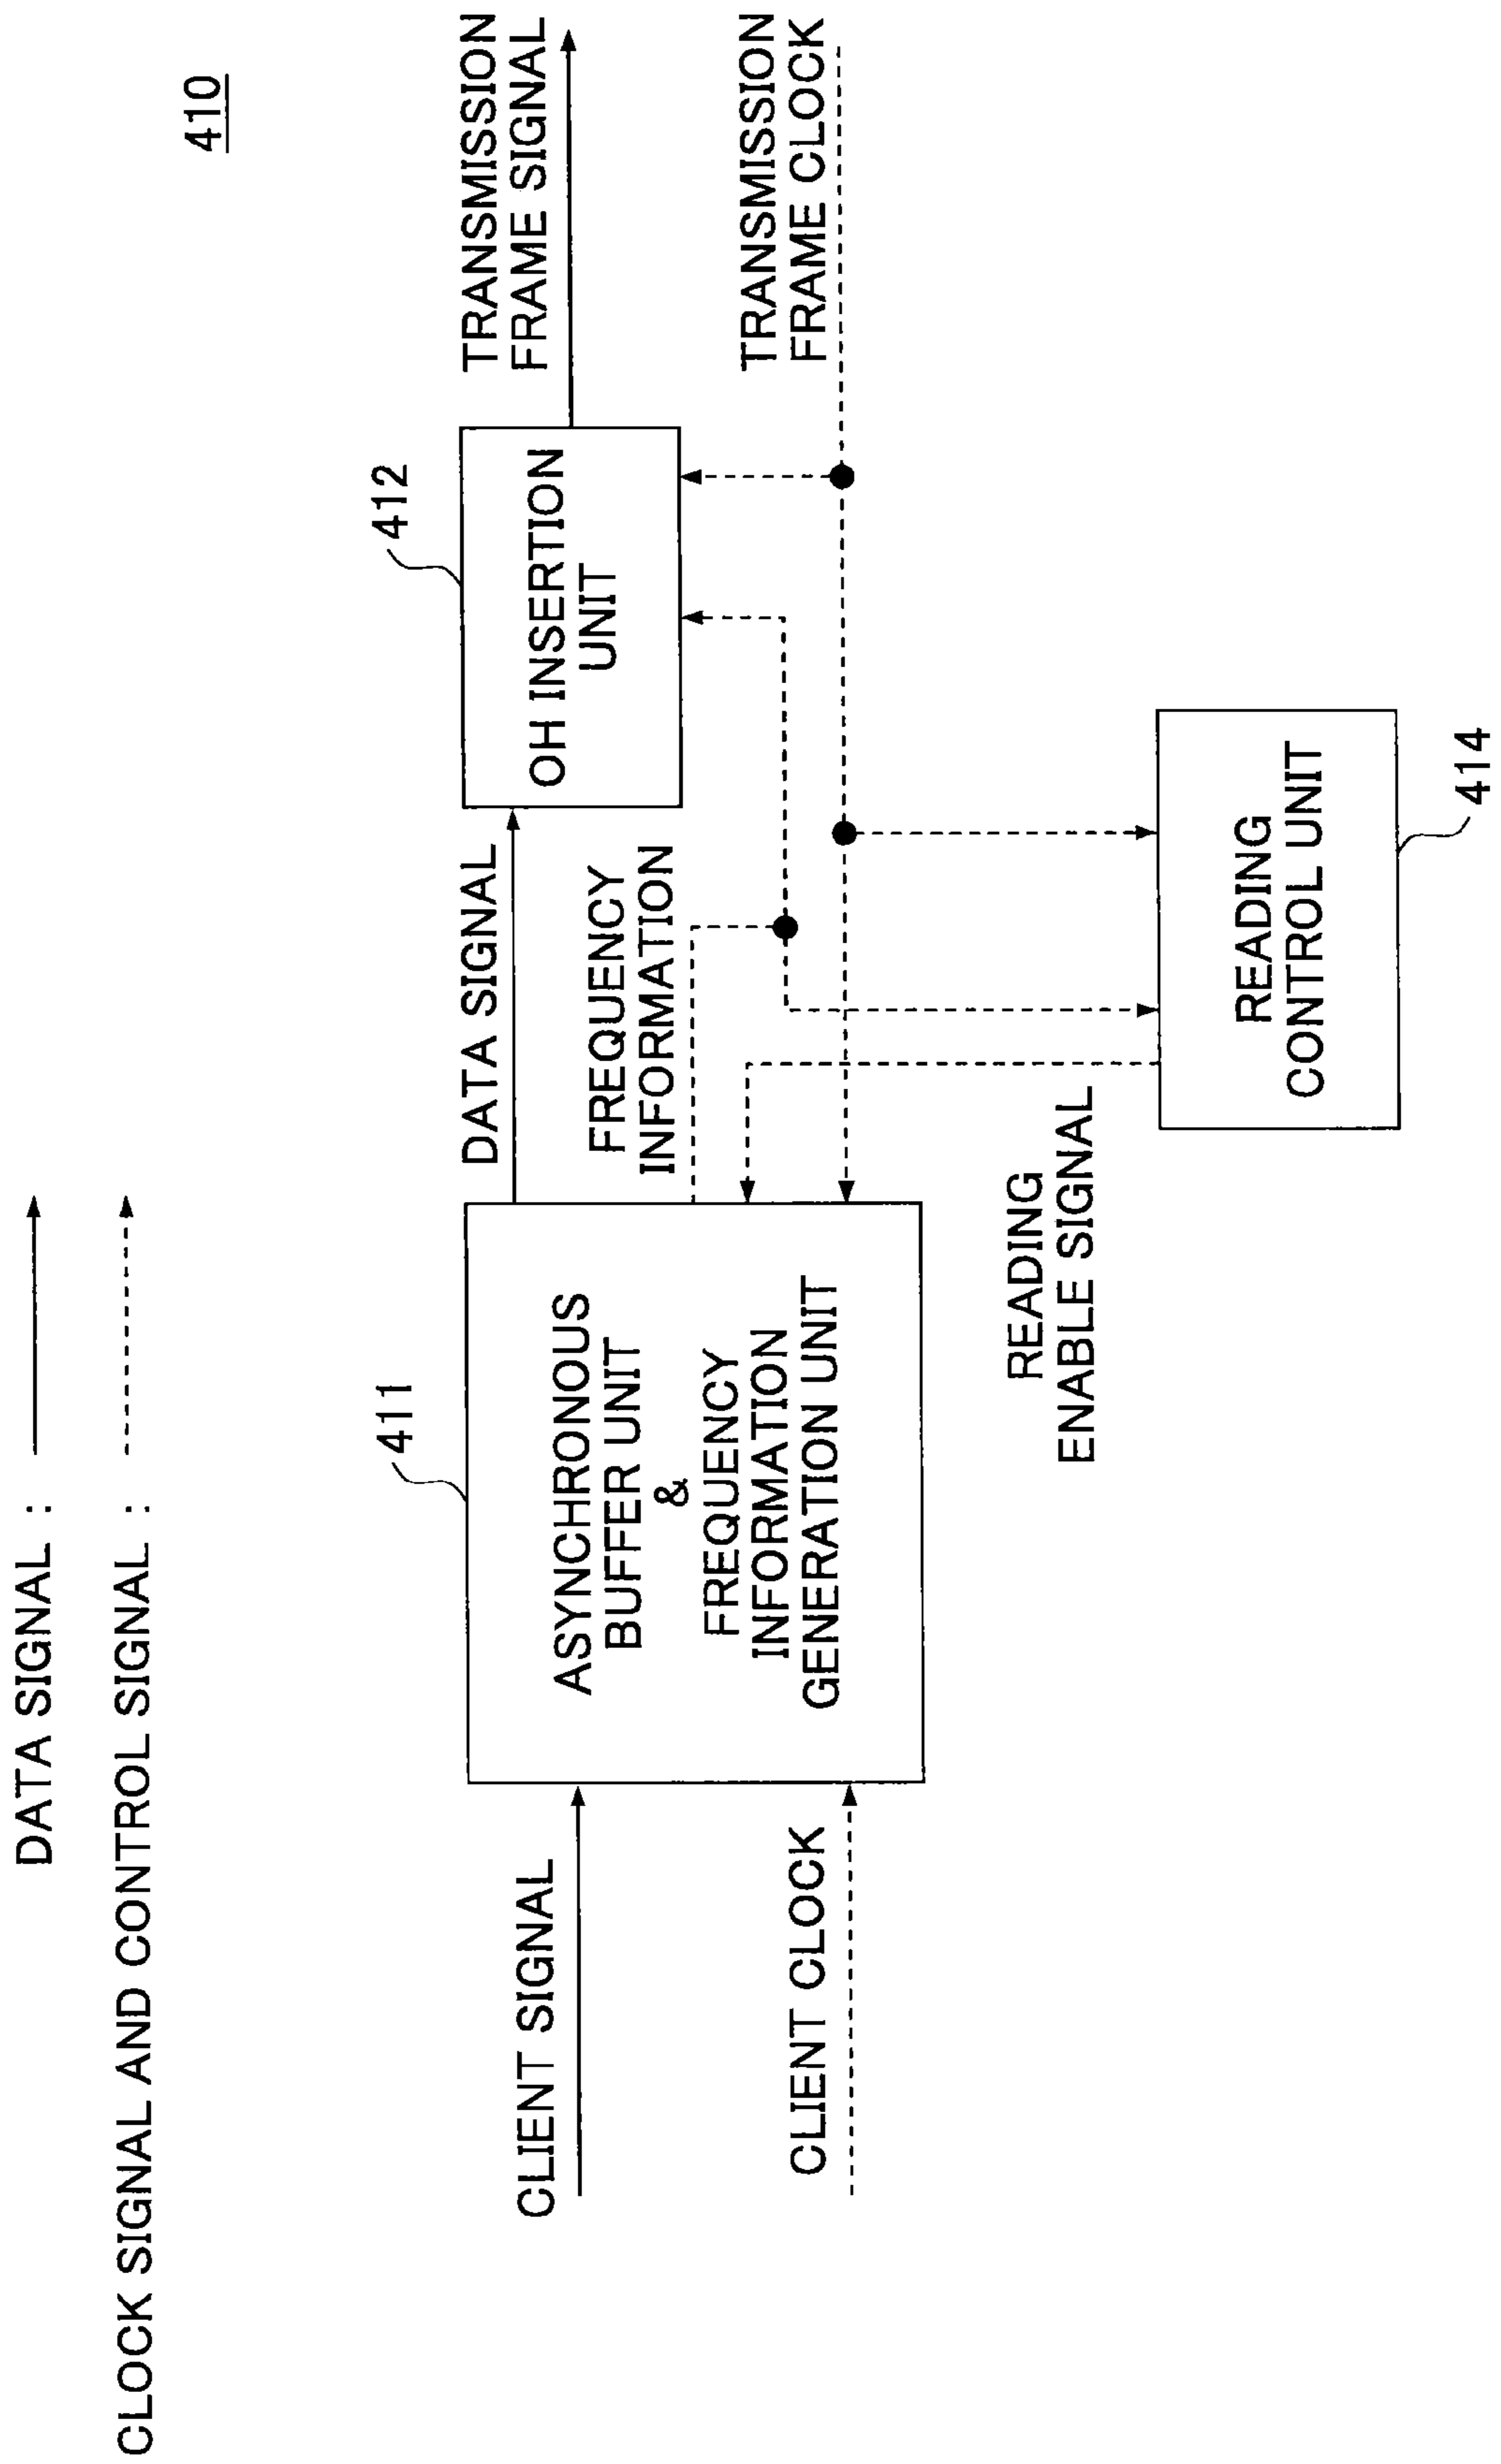 DATA SIGNAL :
CLOCK SIGNAL AND CONTROL SIGNAL :
410
411
412
CLIENT SIGNAL
CLIENT CLOCK
ASYNCHRONOUS
BUFFER UNIT
&
FREQUENCY
INFORMATION
GENERATION UNIT
DATA SIGNAL
FREQUENCY
INFORMATION
OH INSERTION
UNIT
TRANSMISSION
FRAME SIGNAL
TRANSMISSION
FRAME CLOCK
READING
ENABLE SIGNAL
READING
CONTROL UNIT
414